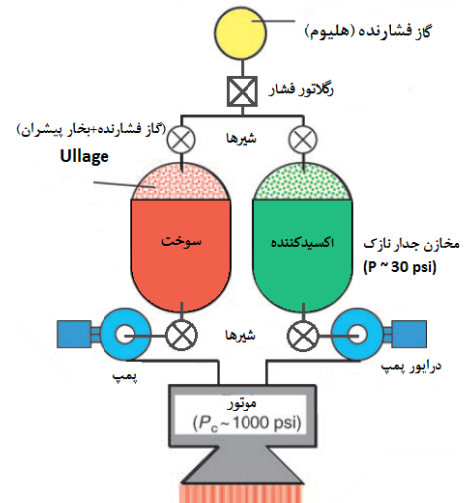 گاز فشارنده (هلیوم)
رگلاتور فشار
(گاز فشارنده+بخار پیشران)
Ullage
شیرها
سوخت
اکسیدکننده
مخازن جدار نازک
(P ~ 30 psi)
شیرها
پمپ
درایور پمپ
موتور
(Pc ~ 1000 psi)